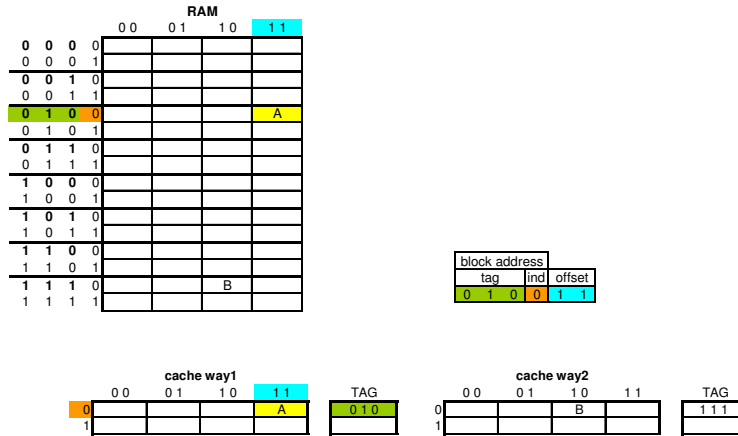 RAM
0 0 0 1 1 0 1 1
0 0 0 0
0 0 0 1
0 0 1 0
0 0 1 1
0 1 0 0 A
0 1 0 1
0 1 1 0
0 1 1 1
1 0 0 0
1 0 0 1
1 0 1 0
1 0 1 1
1 1 0 0
1 1 0 1
1 1 1 0 B
1 1 1 1
block address
tag ind offset
0 1 0 0 1 1
cache way1 cache way2
0 0 0 1 1 0 1 1 TAG 0 0 0 1 1 0 1 1 TAG
0 A 0 1 0 0 B 1 1 1
1 1